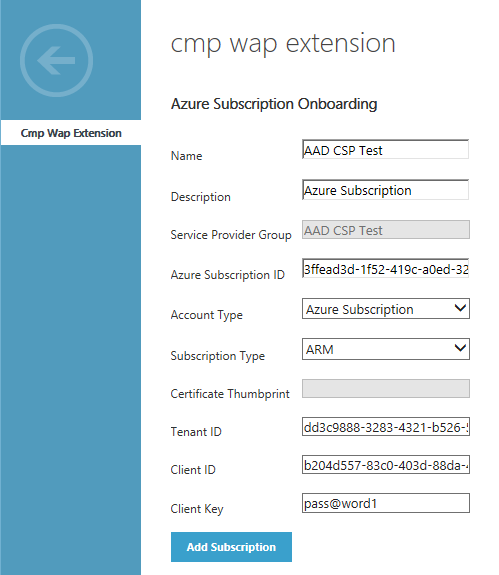 cmp wap extension
Cmp Wap Extension
Azure Subscription Onboarding
Name AAD CSP Test
Description Azure Subscription
Service Provider Group AAD CSP Test
Azure Subscription ID 3ffead3d-1f52-419c-a0ed-32
Account Type Azure Subscription
Subscription Type ARM
Certificate Thumbprint
Tenant ID dd3c9888-3283-4321-b526-
Client ID b204d557-83c0-403d-88da-
Client Key pass@word1
Add Subscription